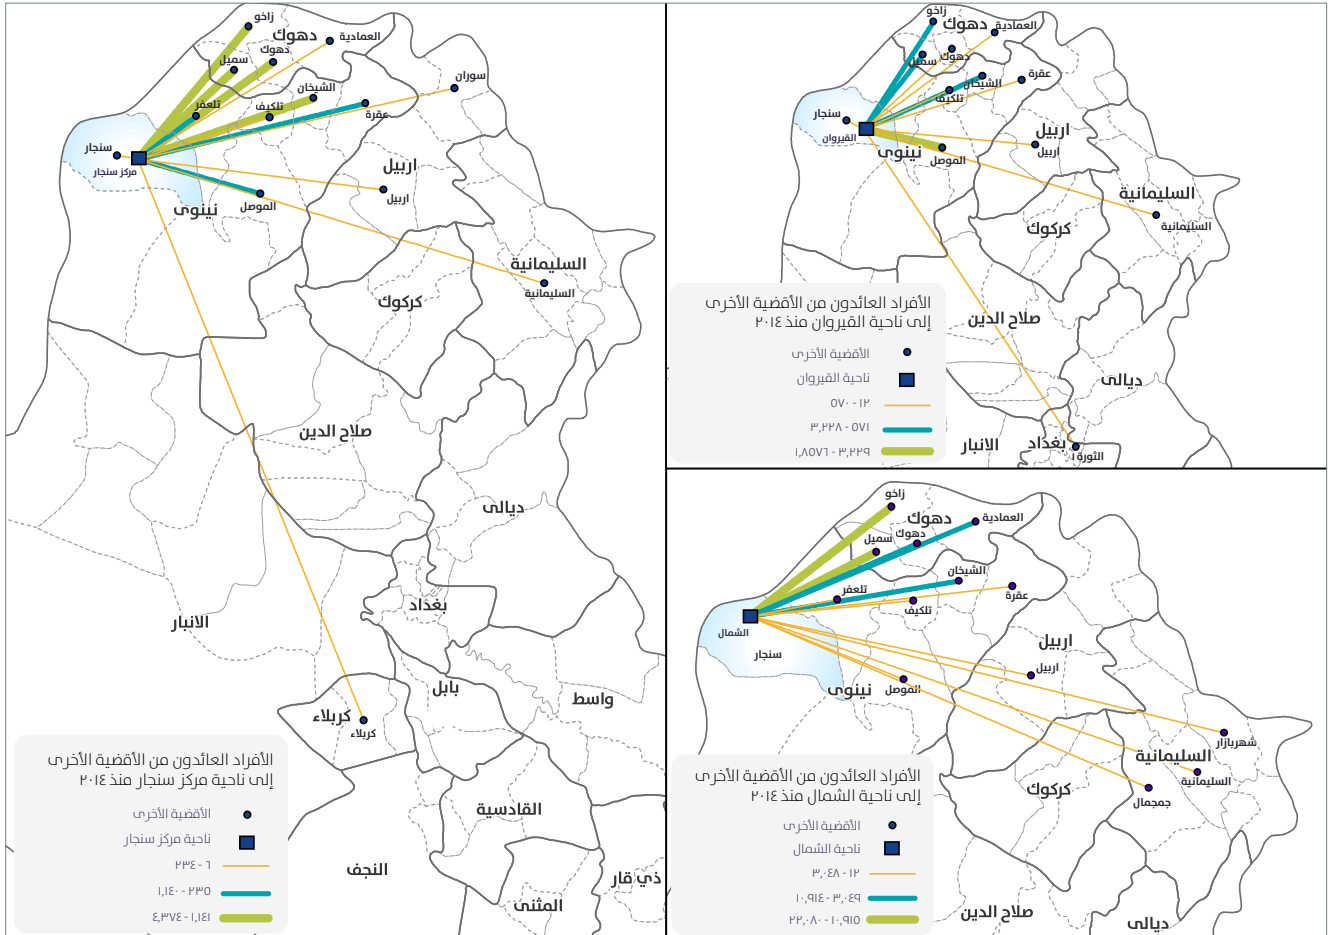 زاخو
دهوك
العمادية
دهوك
سميل
سوران
الشيخان
تلعفر
تلكيف
عقرة
سنجار
مركز سنجار
اربيل
اربيل
الموصل
نينوى
السليمانية
السليمانية
كركوك
صلاح الدين
ديالى
بغداد
الانبار
بابل
واسط
كربلاء
كربلاء
القادسية
النجف
ذي قار
المثنى
الأفراد العائدون من الأقضية الأخرى
إلى ناحية مركز سنجار منذ ٢٠١٤
الأقضية الأخرى
ناحية مركز سنجار
٦ - ٢٣٤
٢٣٥ - ١,١٤٠
١,١٤١ - ٤,٣٧٤
زاخو
دهوك
العمادية
دهوك
سميل
عقرة
الشيخان
تلكيف
سنجار
القيروان
نينوى
الموصل
اربيل
اربيل
السليمانية
السليمانية
كركوك
صلاح الدين
ديالى
بغداد
الثورة١
الانبار
الأفراد العائدون من الأقضية الأخرى
إلى ناحية القيروان منذ ٢٠١٤
الأقضية الأخرى
ناحية القيروان
١٢ - ٥٧٠
٥٧١ - ٣,٢٢٨
٣,٢٢٩ - ١,٨٥٧٦
زاخو
دهوك
العمادية
دهوك
سميل
الشيخان
تلعفر
تلكيف
عقرة
الشمال
سنجار
نينوى
الموصل
اربيل
اربيل
شهربازار
السليمانية
السليمانية
جمجمال
كركوك
صلاح الدين
ديالى
الأفراد العائدون من الأقضية الأخرى
إلى ناحية الشمال منذ ٢٠١٤
الأقضية الأخرى
ناحية الشمال
١٢ - ٣,٠٤٨
٣,٠٤٩ - ١٠,٩١٤
١٠,٩١٥ - ٢٢,٠٨٠